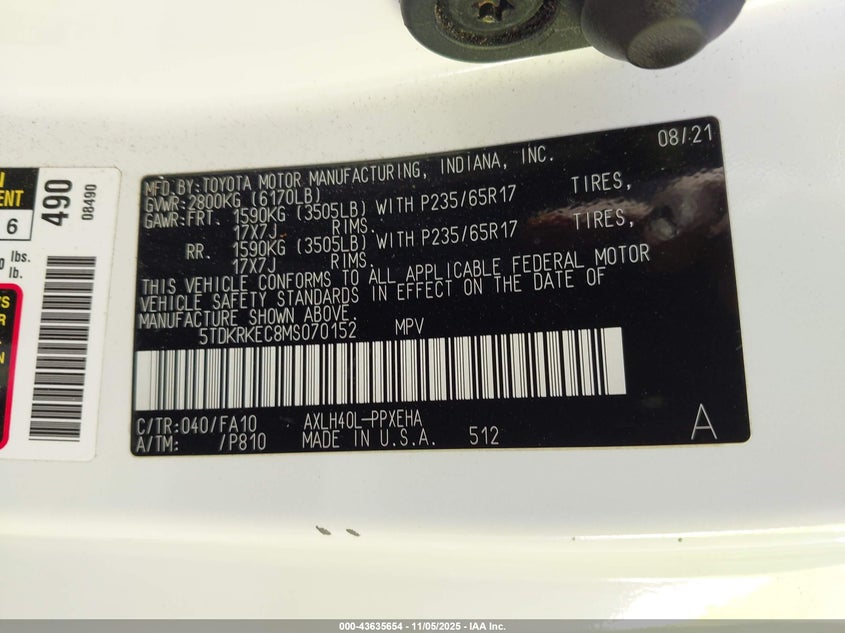 08/21
MFD.BY: TOYOTA MOTOR MANUFACTURING, INDIANA, INC.
GVWR: 2800KG (6170LB)
GAWR: FRT. 1590KG (3505LB) WITH P235/65R17 TIRES,
17X7J RIMS.
RR. 1590KG (3505LB) WITH P235/65R17 TIRES,
17X7J RIMS.
THIS VEHICLE CONFORMS TO ALL APPLICABLE FEDERAL MOTOR
VEHICLE SAFETY STANDARDS IN EFFECT ON THE DATE OF
MANUFACTURE SHOWN ABOVE.
5TDKRKEC8MS070152 MPV
C/TR: 040/FA10 AXLH40L-PPXEHA
A/TM: /P810 MADE IN U.S.A. 512
A
6
lbs.
lb.
490
08490
000-43635654 - 11/05/2025 - IAA Inc.